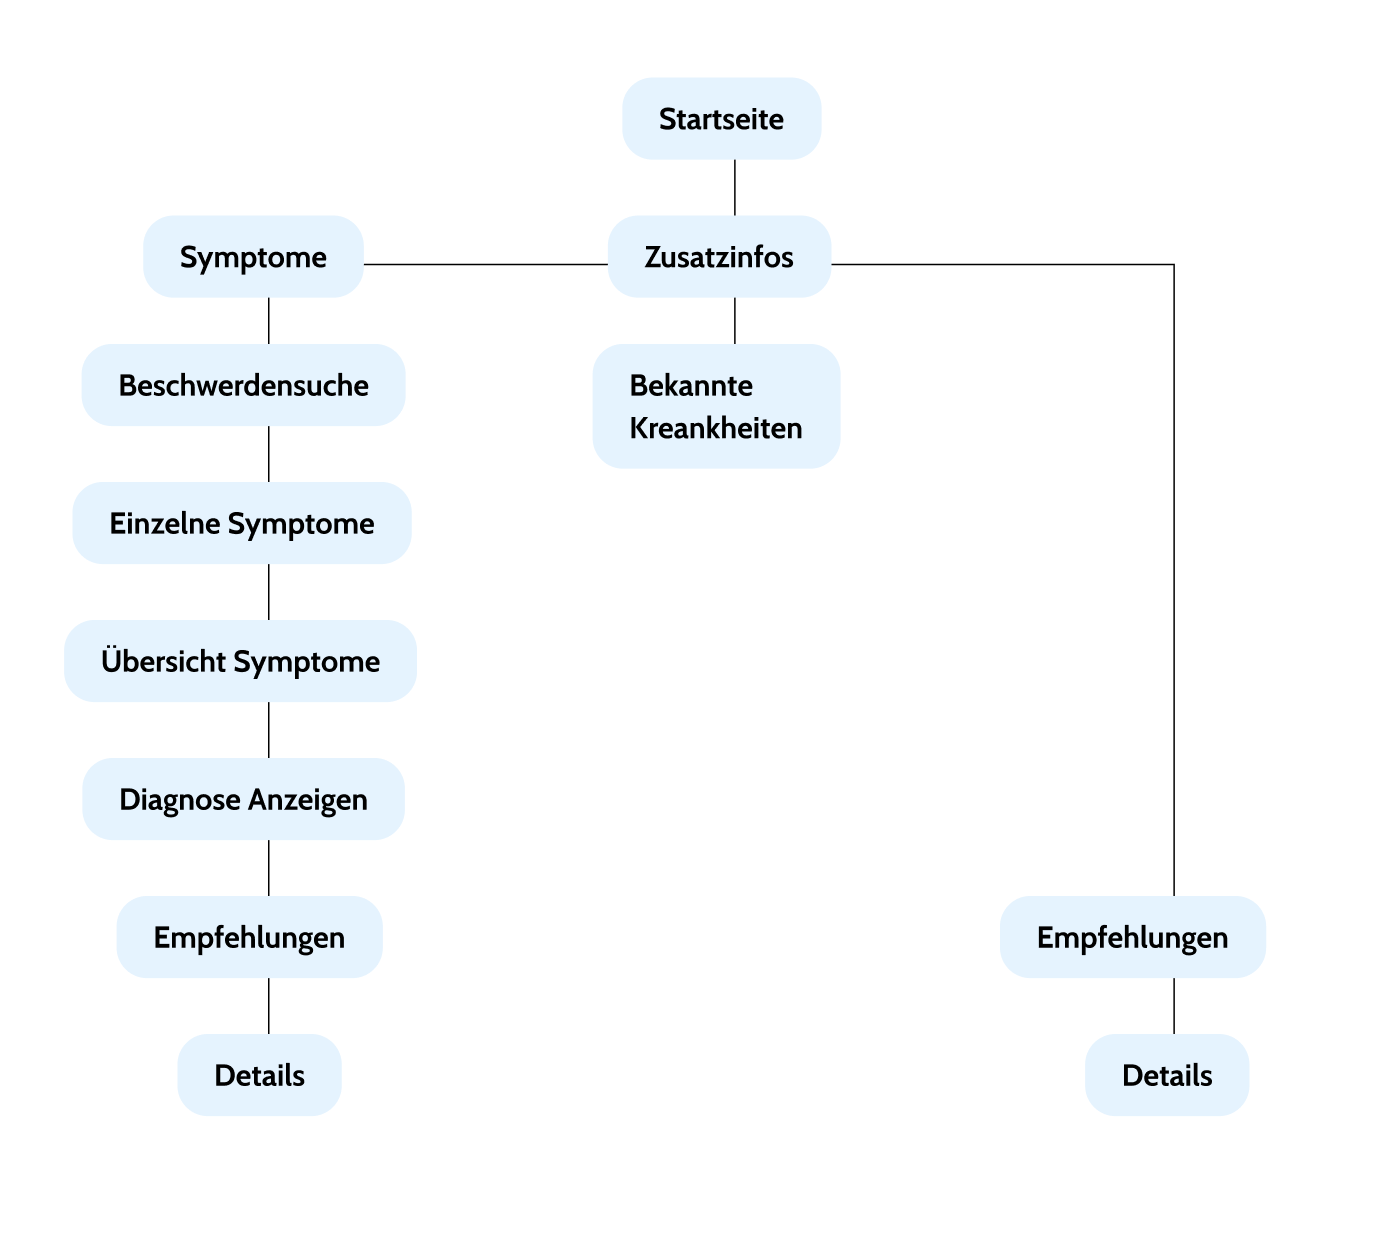 Startseite
Symptome
Zusatzinfos
Beschwerdensuche
Bekannte
Kreankheiten
Einzelne Symptome
Übersicht Symptome
Diagnose Anzeigen
Empfehlungen
Empfehlungen
Details
Details